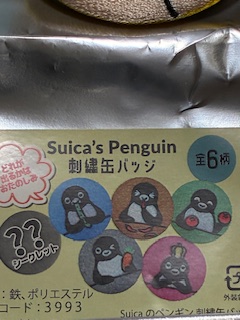 Suica's Penguin
刺繍缶バッジ
全6柄
どれが
出るかは
おたのしみ
??
シークレット
:鉄、ポリエステル
コード:3993
外装
Suicaのペンギン刺繍缶バ